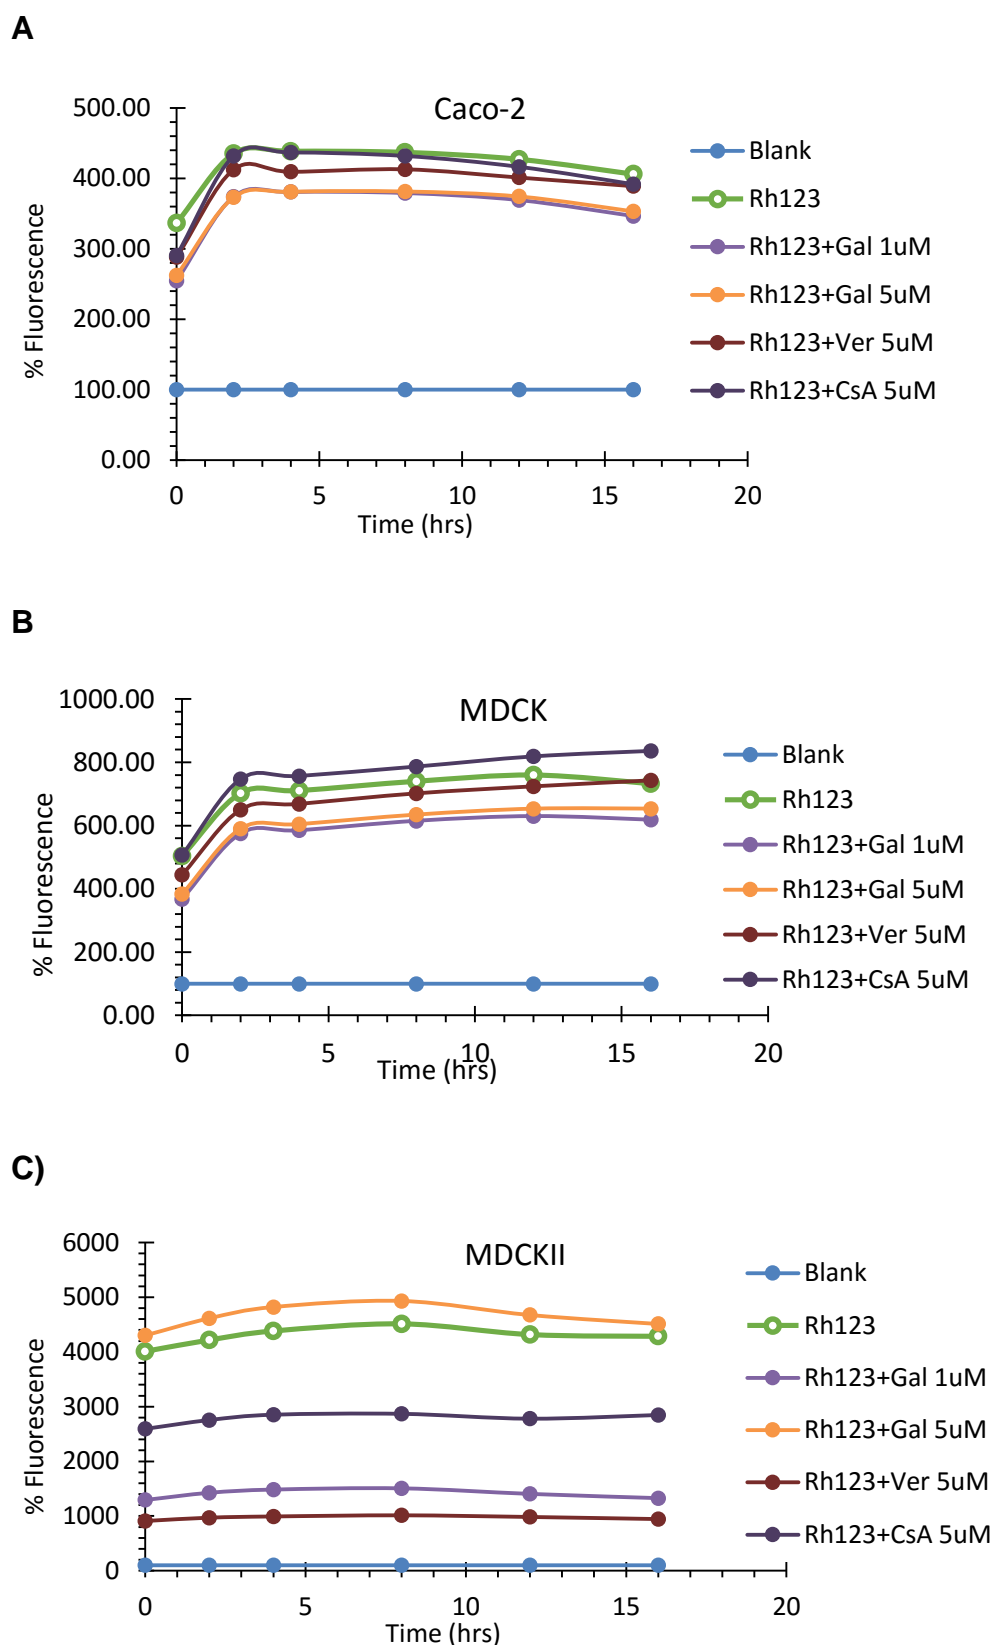 A
Caco-2
500.00
400.00
300.00
200.00
100.00
0.00
% Fluorescence
0 5 10 15 20
Time (hrs)
Blank
Rh123
Rh123+Gal 1uM
Rh123+Gal 5uM
Rh123+Ver 5uM
Rh123+CsA 5uM
B
MDCK
1000.00
800.00
600.00
400.00
200.00
0.00
% Fluorescence
0 5 10 15 20
Time (hrs)
Blank
Rh123
Rh123+Gal 1uM
Rh123+Gal 5uM
Rh123+Ver 5uM
Rh123+CsA 5uM
C)
MDCKII
6000
5000
4000
3000
2000
1000
0
% Fluorescence
0 5 10 15 20
Time (hrs)
Blank
Rh123
Rh123+Gal 1uM
Rh123+Gal 5uM
Rh123+Ver 5uM
Rh123+CsA 5uM